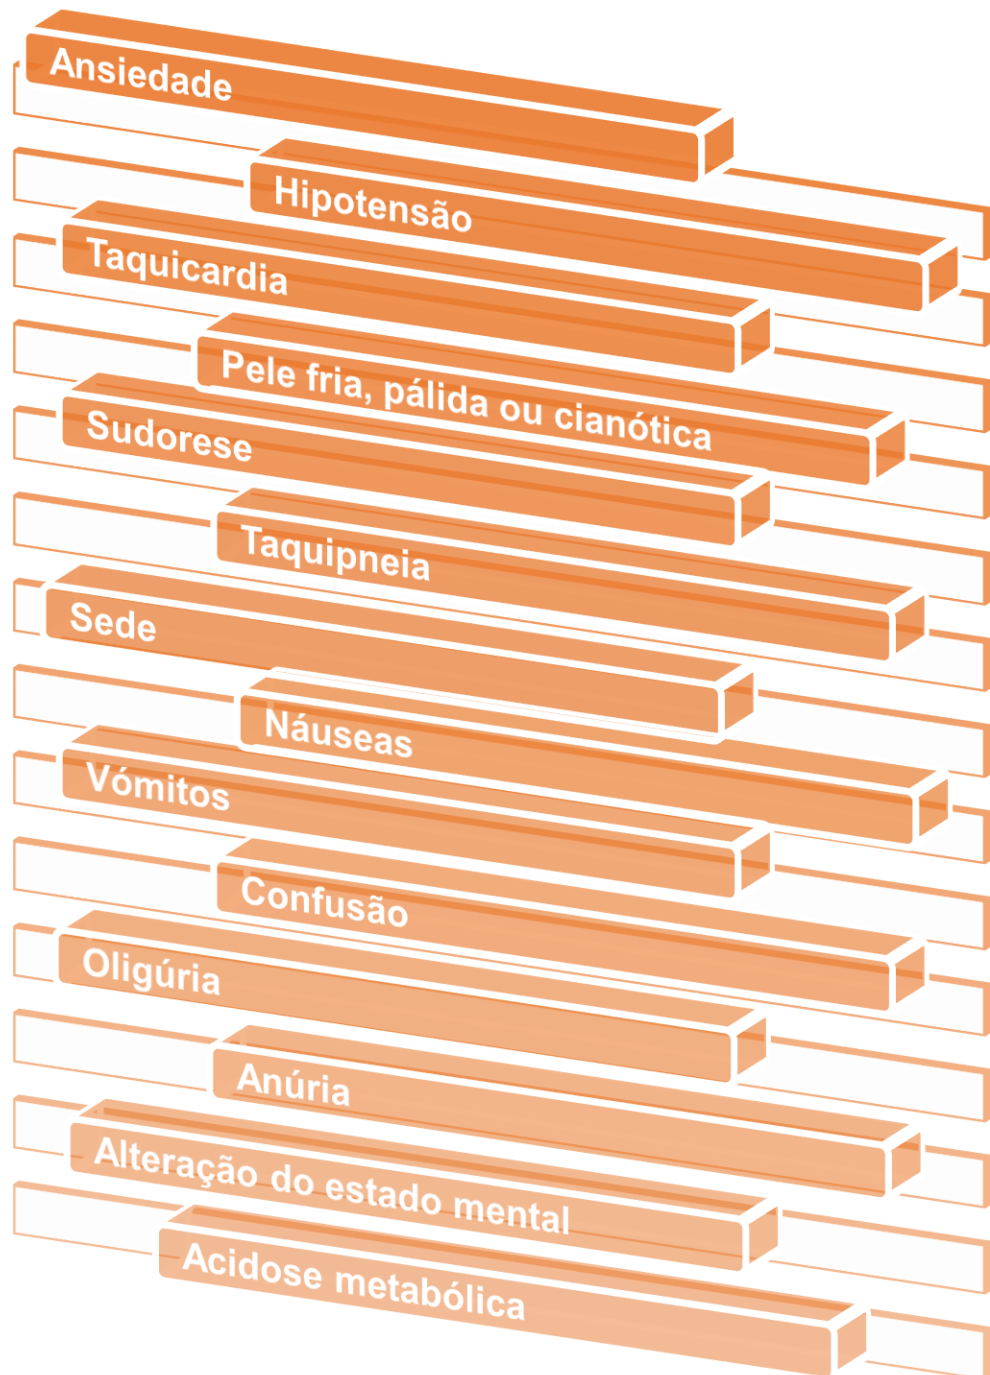 Ansiedade
Hipotensão
Taquicardia
Pele fria, pálida ou cianótica
Sudorese
Taquipneia
Sede
Náuseas
Vómitos
Confusão
Oligúria
Anúria
Alteração do estado mental
Acidose metabólica